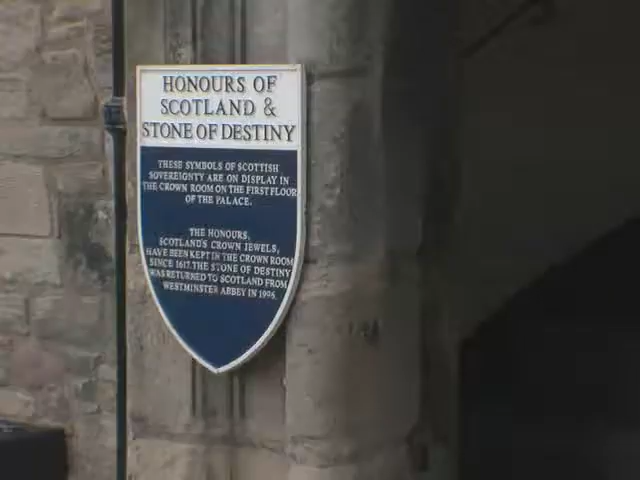 HONOURS OF
SCOTLAND &
STONE OF DESTINY
THESE SYMBOLS OF SCOTTISH
SOVEREIGNTY ARE ON DISPLAY IN
THE CROWN ROOM ON THE FIRST FLOOR
OF THE PALACE.
THE HONOURS,
SCOTLAND'S CROWN JEWELS,
HAVE BEEN KEPT IN THE CROWN ROOM
SINCE 1617. THE STONE OF DESTINY
WAS RETURNED TO SCOTLAND FROM
WESTMINSTER ABBEY IN 1996.